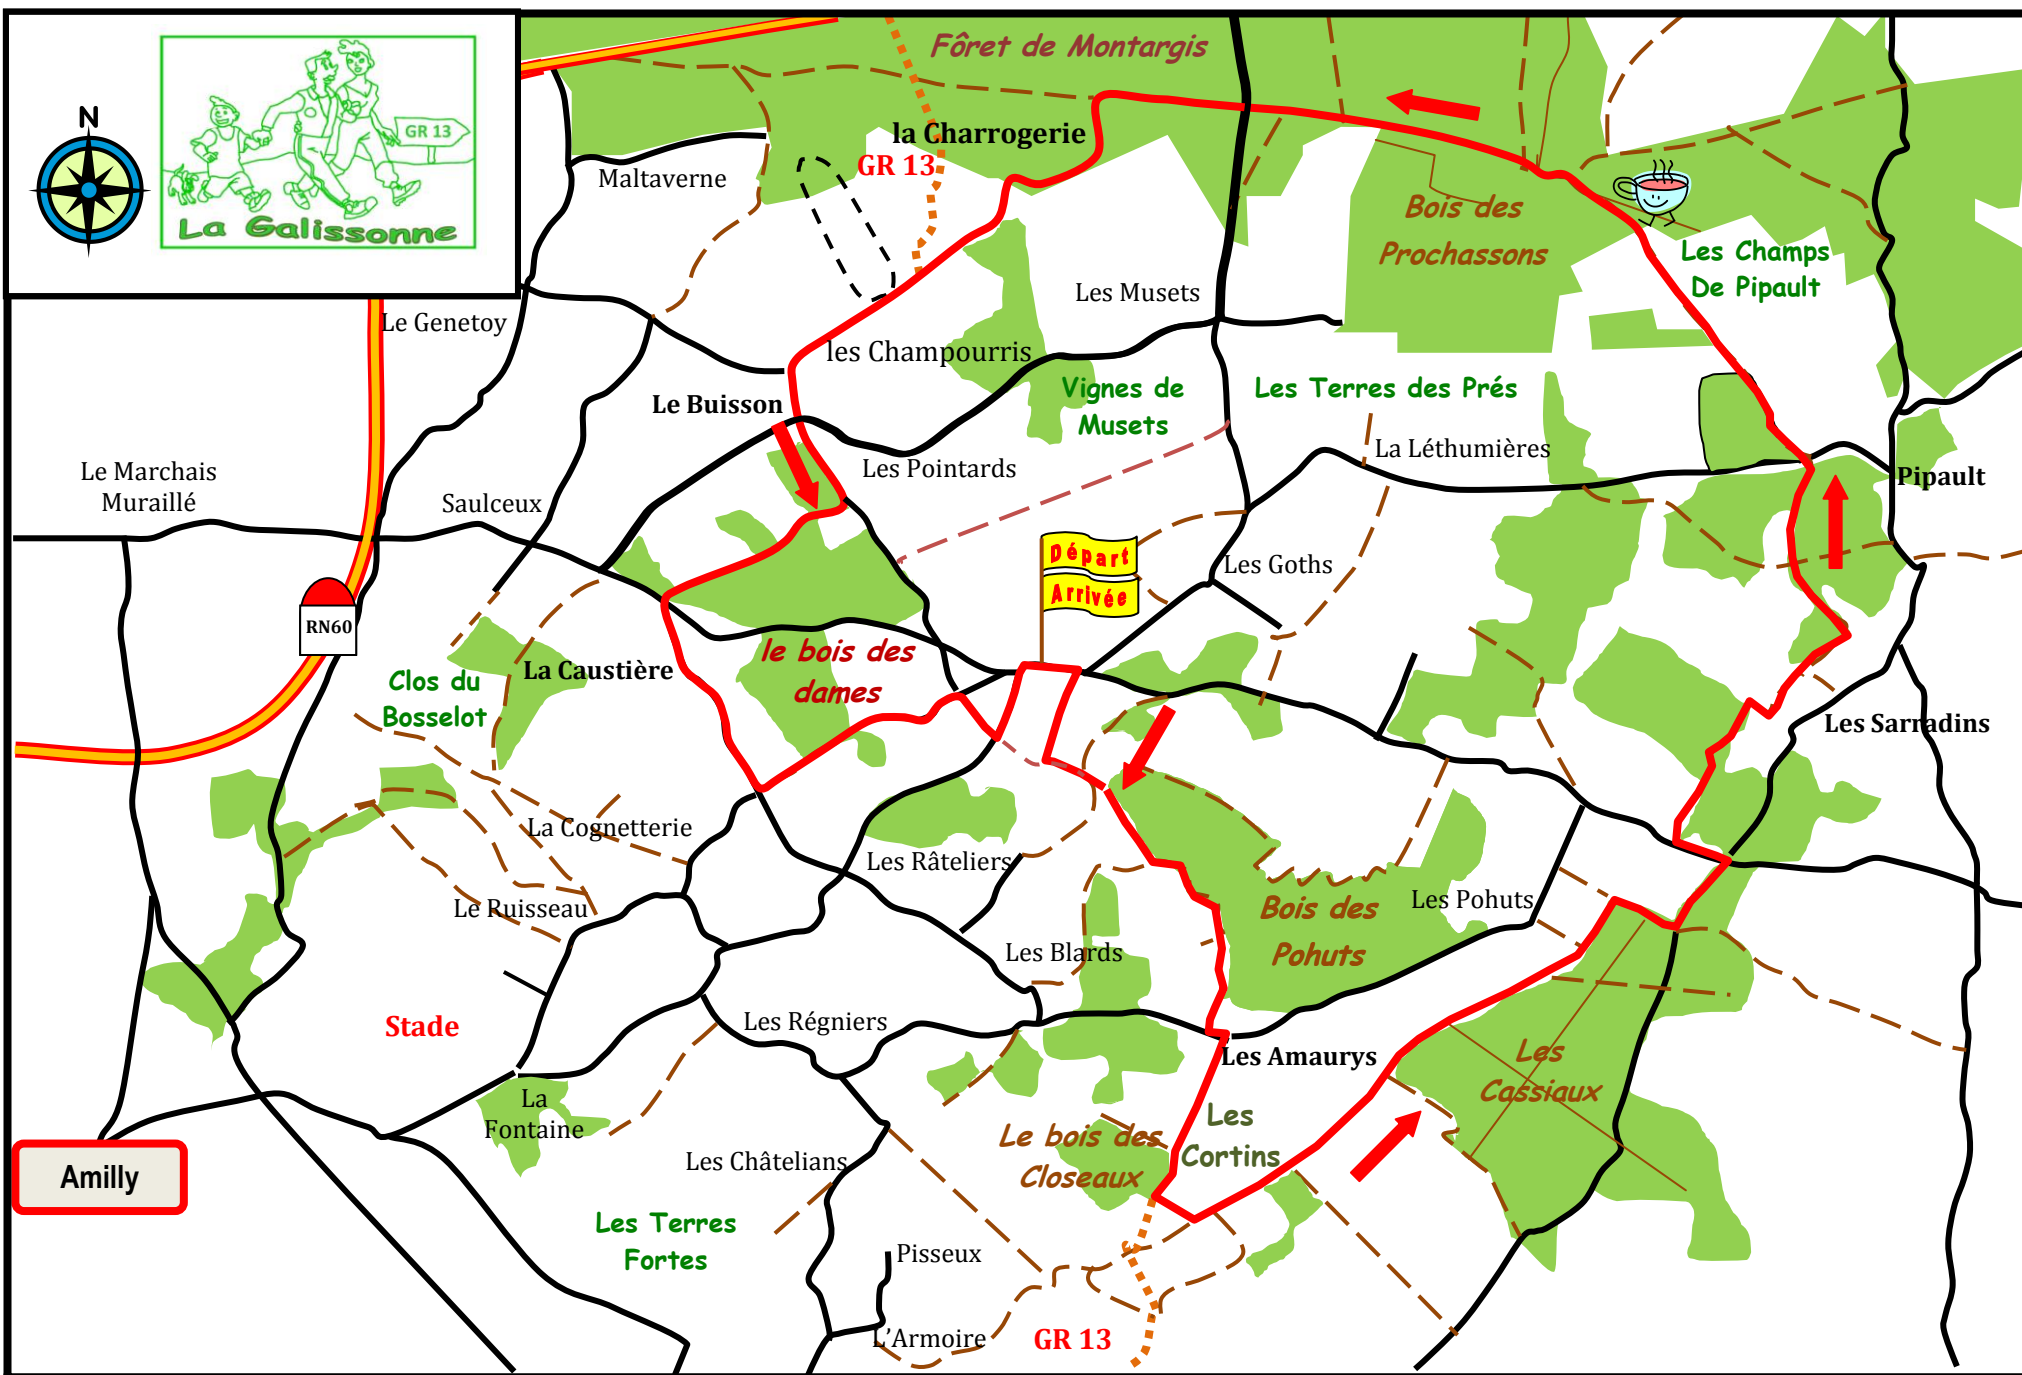 N
GR 13
La Galissonne
Fôret de Montargis
la Charrogerie
GR 13
Maltaverne
Bois des
Prochassons
Les Champs
De Pipault
Les Musets
Le Genetoy
les Champourris
Le Buisson
Vignes de
Musets
Les Terres des Prés
La Léthumières
Les Pointards
Pipault
Le Marchais
Muraillé
Saulceux
Départ
Arrivée
Les Goths
RN60
La Caustière
le bois des
dames
Clos du
Bosselot
Les Sarradins
La Cognetterie
Les Râteliers
Le Ruisseau
Bois des
Pohuts
Les Pohuts
Les Blards
Stade
Les Régniers
Les Amaurys
Les
Cassiaux
La
Fontaine
Le bois des
Closeaux
Les
Cortins
Amilly
Les Châtelians
Les Terres
Fortes
Pisseux
L'Armoire
GR 13